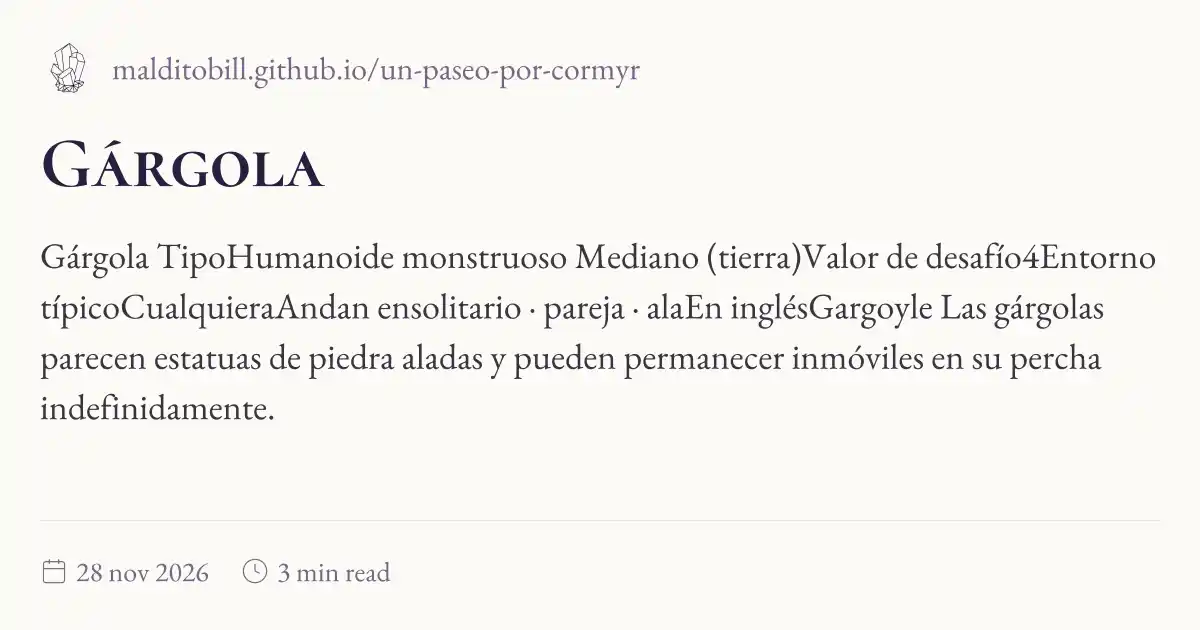 malditobill.github.io/un-paseo-por-cormyr
Gárgola
Gárgola TipoHumanoide monstruoso Mediano (tierra)Valor de desafío4Entorno
típicoCualquieraAndan ensolitario · pareja · alaEn inglésGargoyle Las gárgolas
parecen estatuas de piedra aladas y pueden permanecer inmóviles en su percha
indefinidamente.
28 nov 2026 3 min read